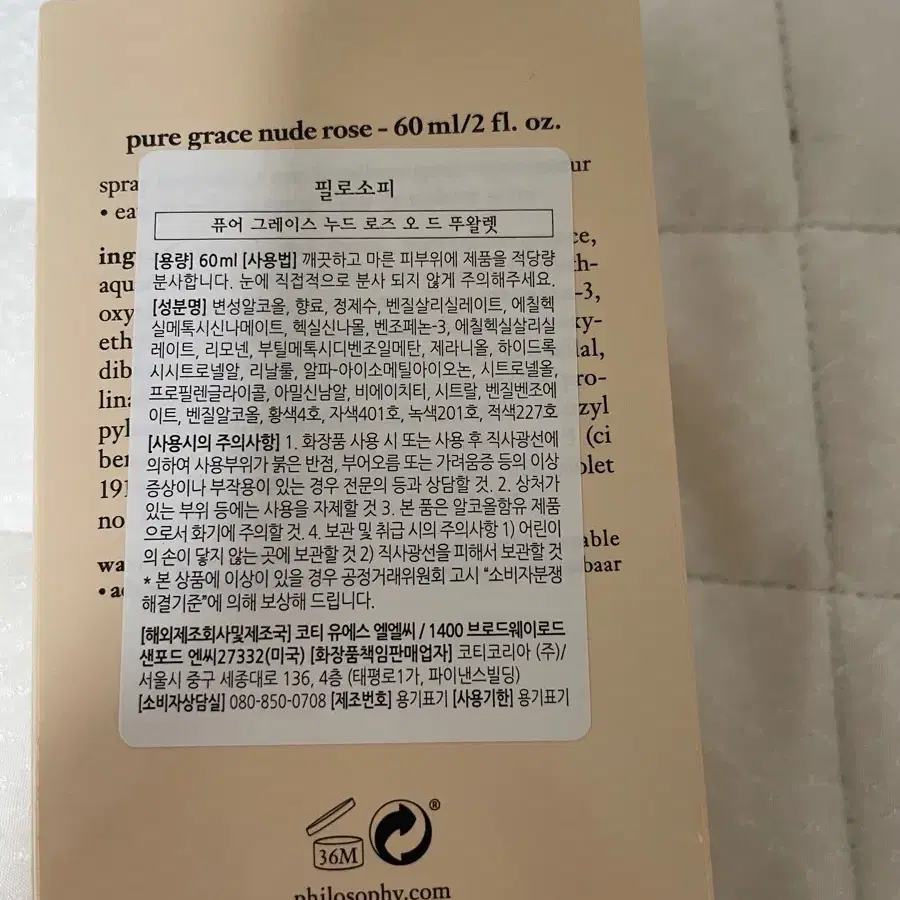 pure grace nude rose - 60 ml/2 fl. oz.
필로소피
퓨어 그레이스 누드 로즈 오 드 뚜왈렛
[용량] 60ml [사용법] 깨끗하고 마른 피부위에 제품을 적당량
분사합니다. 눈에 직접적으로 분사 되지 않게 주의해주세요.
[성분명] 변성알코올, 향료, 정제수, 벤질살리실레이트, 에칠헥
실메톡시신나메이트, 헥실신나몰, 벤조페논-3, 에칠헥실살리실
레이트, 리모넨, 부틸메톡시디벤조일메탄, 제라니올, 하이드록
시시트로넬알, 리날룰, 알파-아이소메틸아이오논, 시트로넬올,
프로필렌글라이콜, 아밀신남알, 비에이치티, 시트랄, 벤질벤조에
이트, 벤질알코올, 황색4호, 자색401호, 녹색201호, 적색227호
[사용시의 주의사항] 1. 화장품 사용 시 또는 사용 후 직사광선에
의하여 사용부위가 붉은 반점, 부어오름 또는 가려움증 등의 이상
증상이나 부작용이 있는 경우 전문의 등과 상담할 것. 2. 상처가
있는 부위 등에는 사용을 자제할 것 3. 본 품은 알코올함유 제품
으로서 화기에 주의할 것. 4. 보관 및 취급 시의 주의사항 1) 어린이
의 손이 닿지 않는 곳에 보관할 것 2) 직사광선을 피해서 보관할 것
* 본 상품에 이상이 있을 경우 공정거래위원회 고시 "소비자분쟁
해결기준"에 의해 보상해 드립니다.
[해외제조회사및제조국] 코티 유에스 엘엘씨 / 1400 브로드웨이로드
샌포드 엔씨27332(미국) [화장품책임판매업자] 코티코리아 (주)/
서울시 중구 세종대로 136, 4층 (태평로1가, 파이낸스빌딩)
[소비자상담실] 080-850-0708 [제조번호] 용기표기 [사용기한] 용기표기
36M
®
philosophy.com